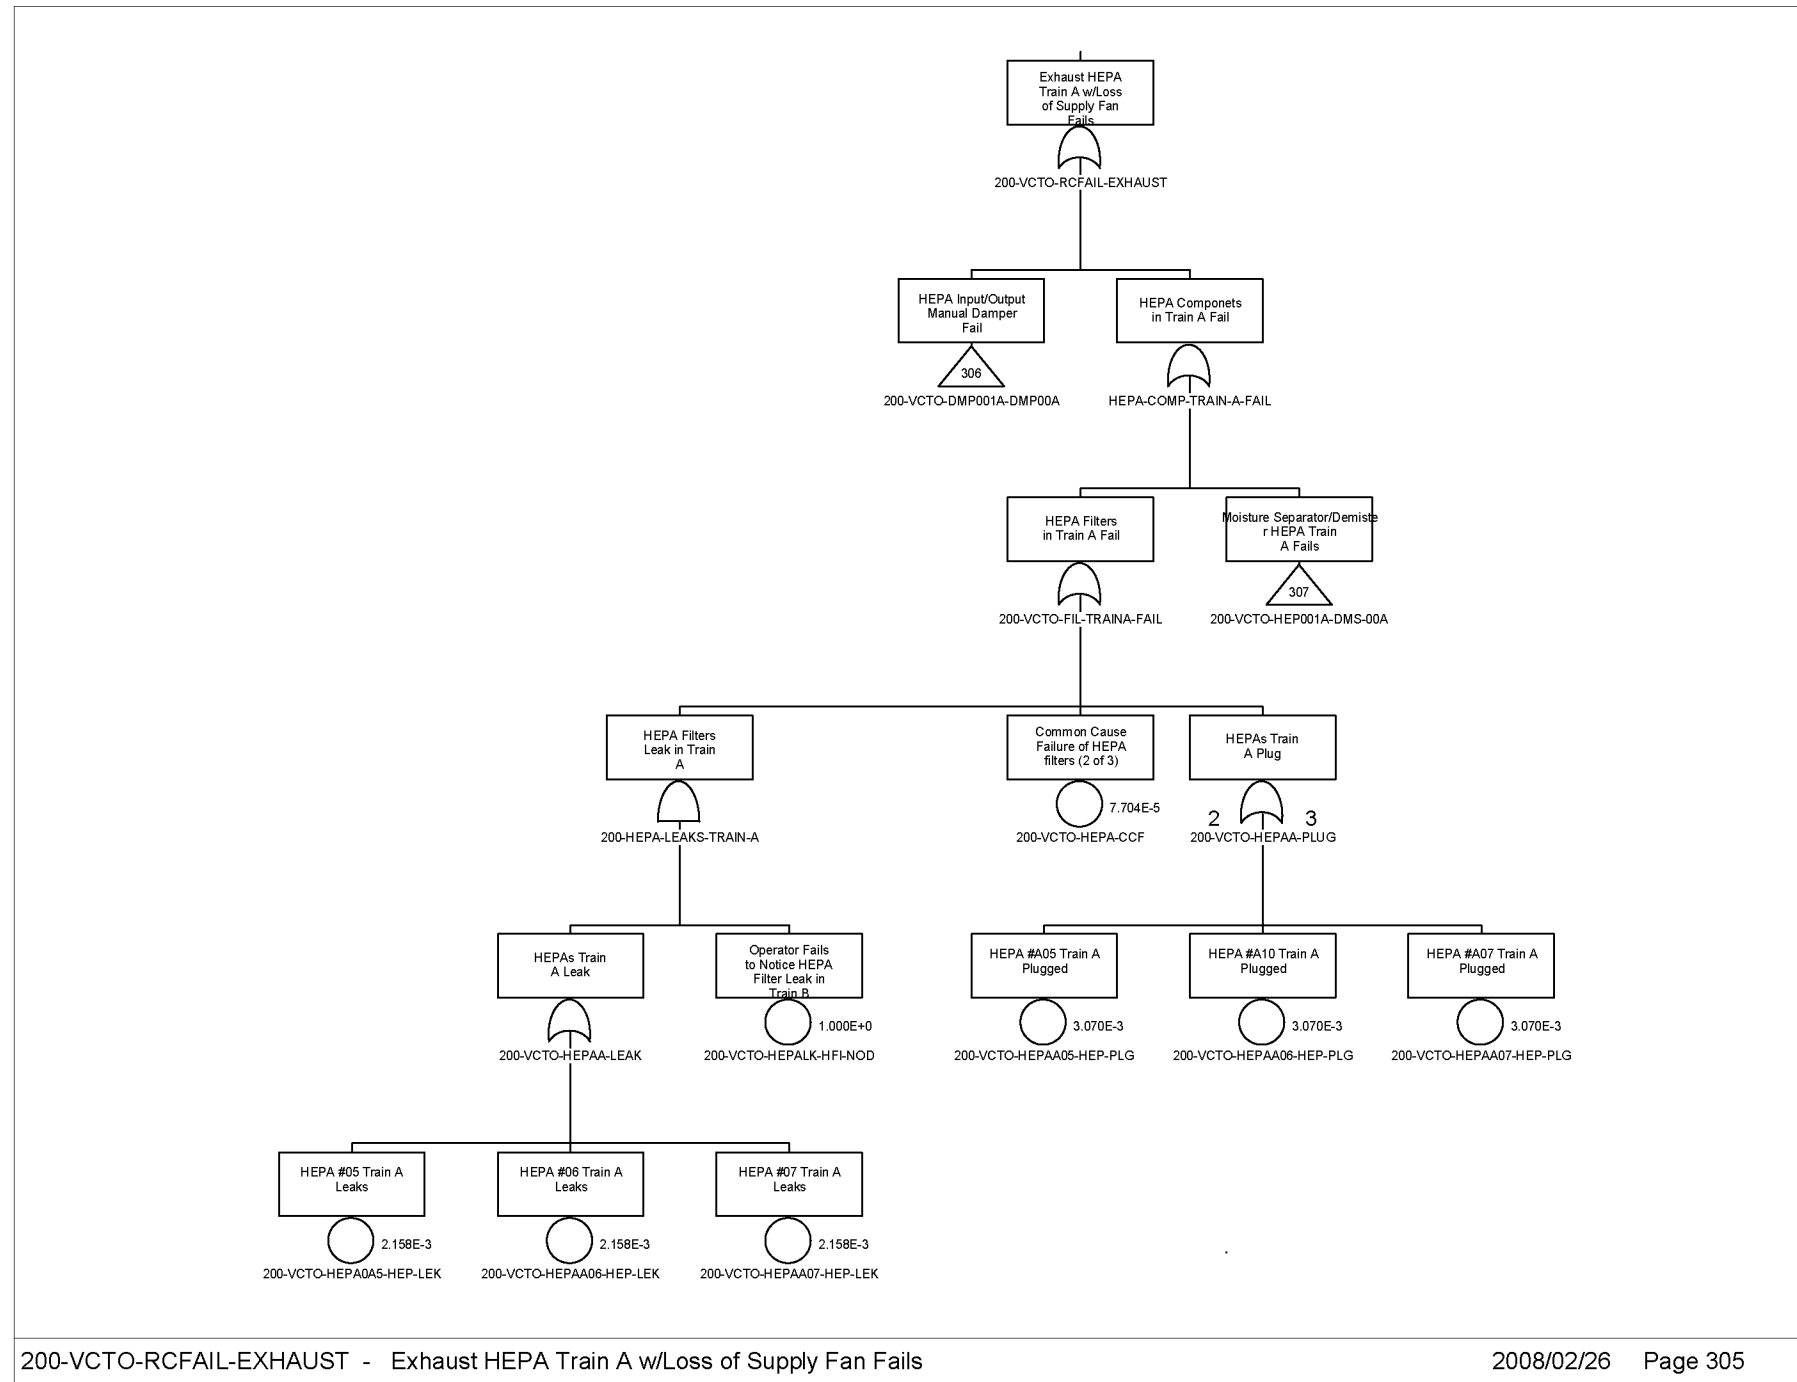 Exhaust HEPA
Train A w/Loss
of Supply Fan
Fails
200-VCTO-RCFAIL-EXHAUST
HEPA Input/Output
Manual Damper
Fail
306
200-VCTO-DMP001A-DMP00A
HEPA Componets
in Train A Fail
HEPA-COMP-TRAIN-A-FAIL
HEPA Filters
in Train A Fail
200-VCTO-FIL-TRAINA-FAIL
Moisture Separator/Demiste
r HEPA Train
A Fails
307
200-VCTO-HEP001A-DMS-00A
HEPA Filters
Leak in Train
A
200-HEPA-LEAKS-TRAIN-A
Common Cause
Failure of HEPA
filters (2 of 3)
7.704E-5
200-VCTO-HEPA-CCF
HEPAs Train
A Plug
2 3
200-VCTO-HEPAA-PLUG
HEPAs Train
A Leak
200-VCTO-HEPAA-LEAK
Operator Fails
to Notice HEPA
Filter Leak in
Train B
1.000E+0
200-VCTO-HEPALK-HFI-NOD
HEPA #A05 Train A
Plugged
3.070E-3
200-VCTO-HEPAA05-HEP-PLG
HEPA #A10 Train A
Plugged
3.070E-3
200-VCTO-HEPAA06-HEP-PLG
HEPA #A07 Train A
Plugged
3.070E-3
200-VCTO-HEPAA07-HEP-PLG
HEPA #05 Train A
Leaks
2.158E-3
200-VCTO-HEPA0A5-HEP-LEK
HEPA #06 Train A
Leaks
2.158E-3
200-VCTO-HEPAA06-HEP-LEK
HEPA #07 Train A
Leaks
2.158E-3
200-VCTO-HEPAA07-HEP-LEK
200-VCTO-RCFAIL-EXHAUST - Exhaust HEPA Train A w/Loss of Supply Fan Fails
2008/02/26 Page 305